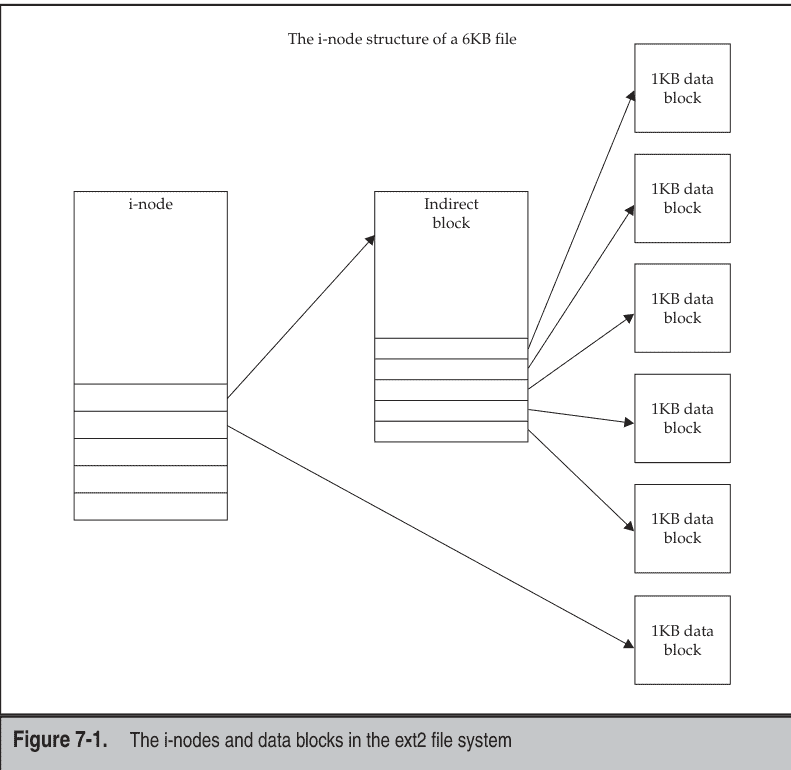 The i-node structure of a 6KB file
i-node
Indirect
block
1KB data
block
1KB data
block
1KB data
block
1KB data
block
1KB data
block
1KB data
block
Figure 7-1. The i-nodes and data blocks in the ext2 file system